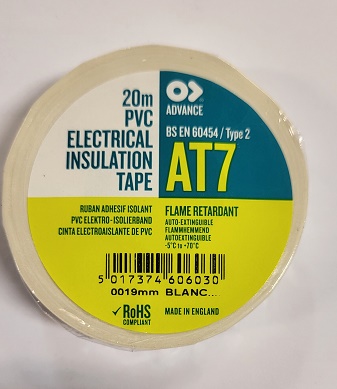 20m
PVC
ELECTRICAL
INSULATION
TAPE
ADVANCE
BS EN 60454 / Type 2
AT7
RUBAN ADHESIF ISOLANT
PVC ELEKTRO-ISOLIERBAND
CINTA ELECTROAISLANTE DE PVC
FLAME RETARDANT
AUTO-EXTINGUIBLE
FLAMMHEMMEND
AUTOEXTINGUIBLE
-5°C to +70°C
5 017374 606030
0019mm BLANC...
✓RoHS
COMPLIANT
MADE IN ENGLAND